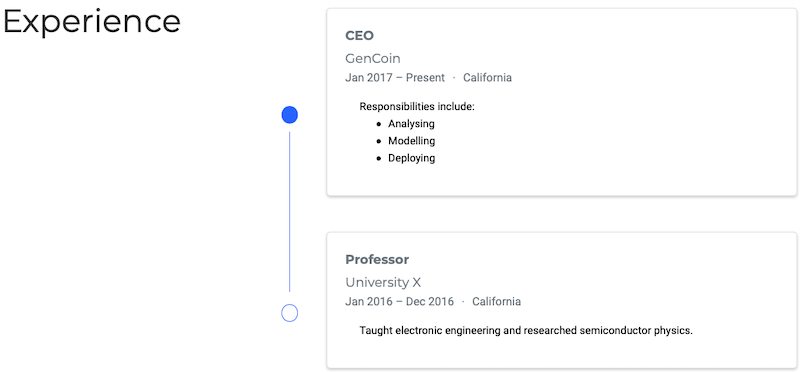 Experience
CEO
GenCoin
Jan 2017 – Present · California
Responsibilities include:
• Analysing
• Modelling
• Deploying
Professor
University X
Jan 2016 – Dec 2016 · California
Taught electronic engineering and researched semiconductor physics.